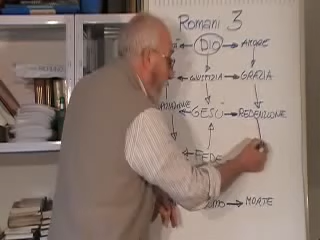 Romani 3
DIO AMORE
GIUSTIZIA GRAZIA
GESÙ REDENZIONE
FEDE
MORTE